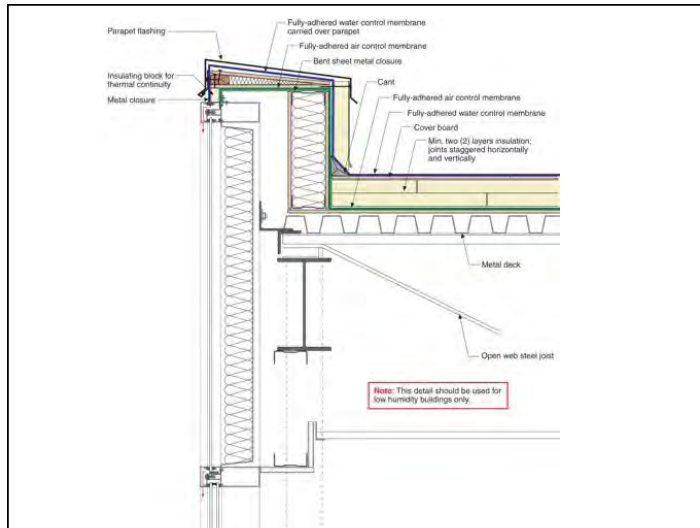 Fully-adhered water control membrane
carried over parapet
Parapet flashing
Fully-adhered air control membrane
Bent sheet metal closure
Insulating block for
thermal continuity
Cant
Metal closure
Fully-adhered air control membrane
Fully-adhered water control membrane
Cover board
Min. two (2) layers insulation;
joints staggered horizontally
and vertically
Metal deck
Open web steel joist
Note: This detail should be used for
low humidity buildings only.